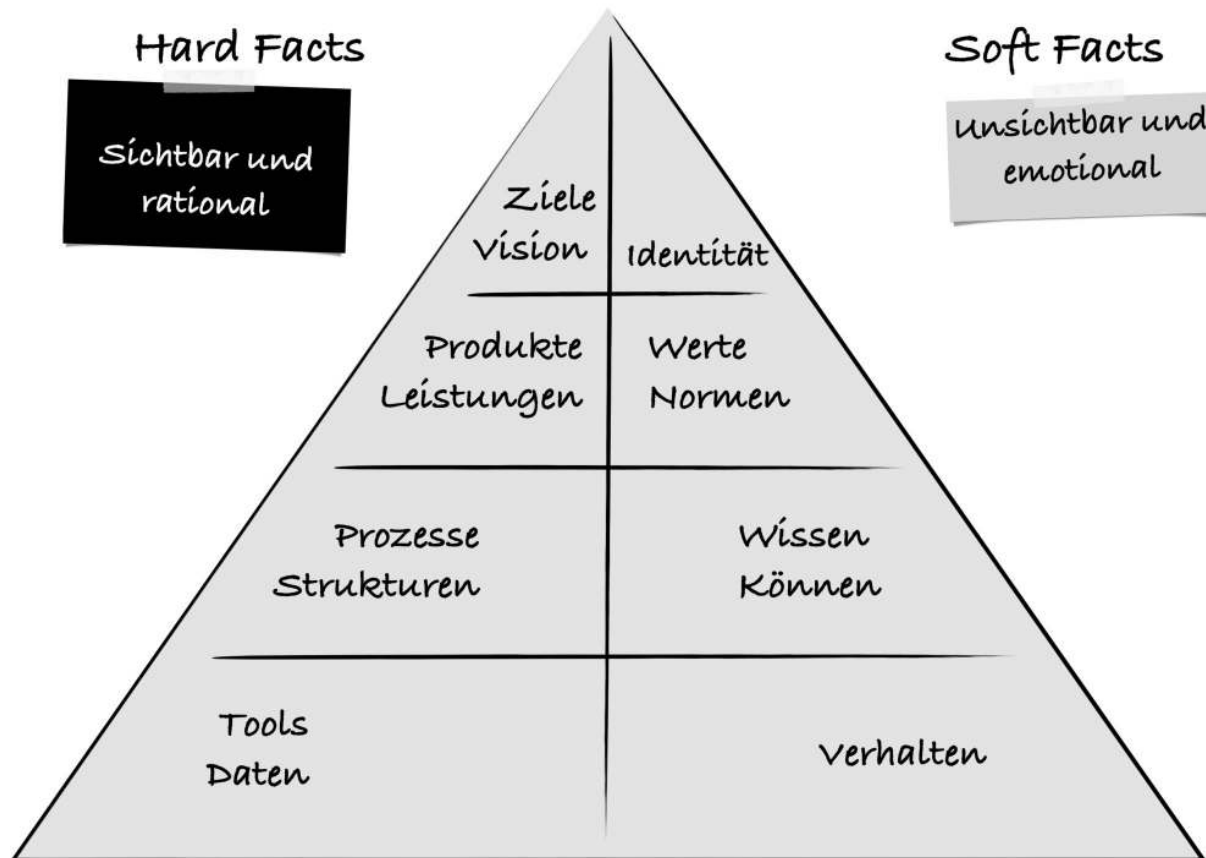 Hard Facts
Sichtbar und
rational
Soft Facts
Unsichtbar und
emotional
Ziele
Vision
Identität
Produkte
Leistungen
Werte
Normen
Prozesse
Strukturen
Wissen
Können
Tools
Daten
Verhalten